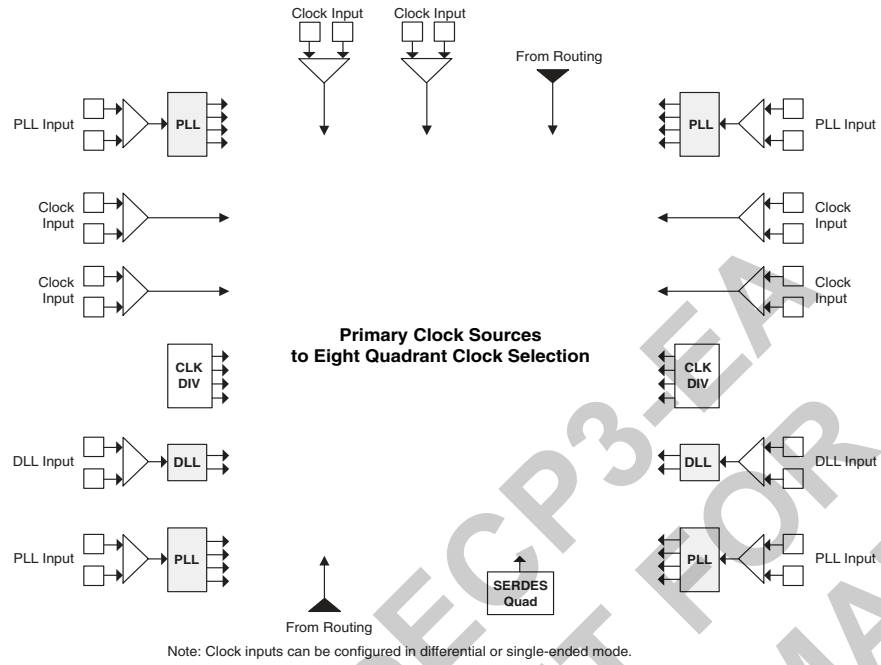 Clock Input Clock Input
From Routing
PLL Input PLL PLL PLL Input
Clock
Input
Clock
Input
Clock
Input
Clock
Input
Primary Clock Sources
to Eight Quadrant Clock Selection
CLK
DIV
CLK
DIV
DLL Input DLL DLL DLL Input
PLL Input PLL PLL PLL Input
SERDES
Quad
From Routing
Note: Clock inputs can be configured in differential or single-ended mode.